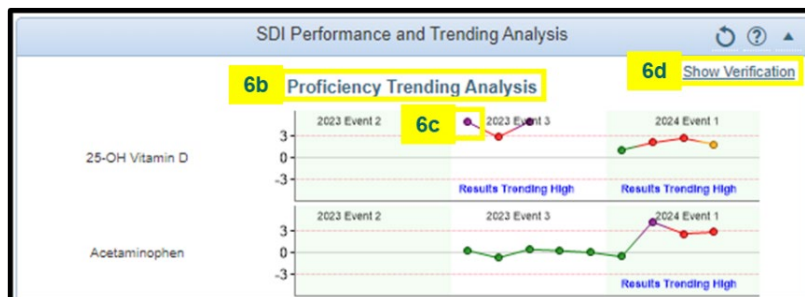 SDI Performance and Trending Analysis
6d Show Verification
6b Proficiency Trending Analysis
6c
2023 Event 2 2023 Event 3 2024 Event 1
3
25-OH Vitamin D
0
-3
Results Trending High Results Trending High
2023 Event 2 2023 Event 3 2024 Event 1
3
Acetaminophen
0
-3
Results Trending High